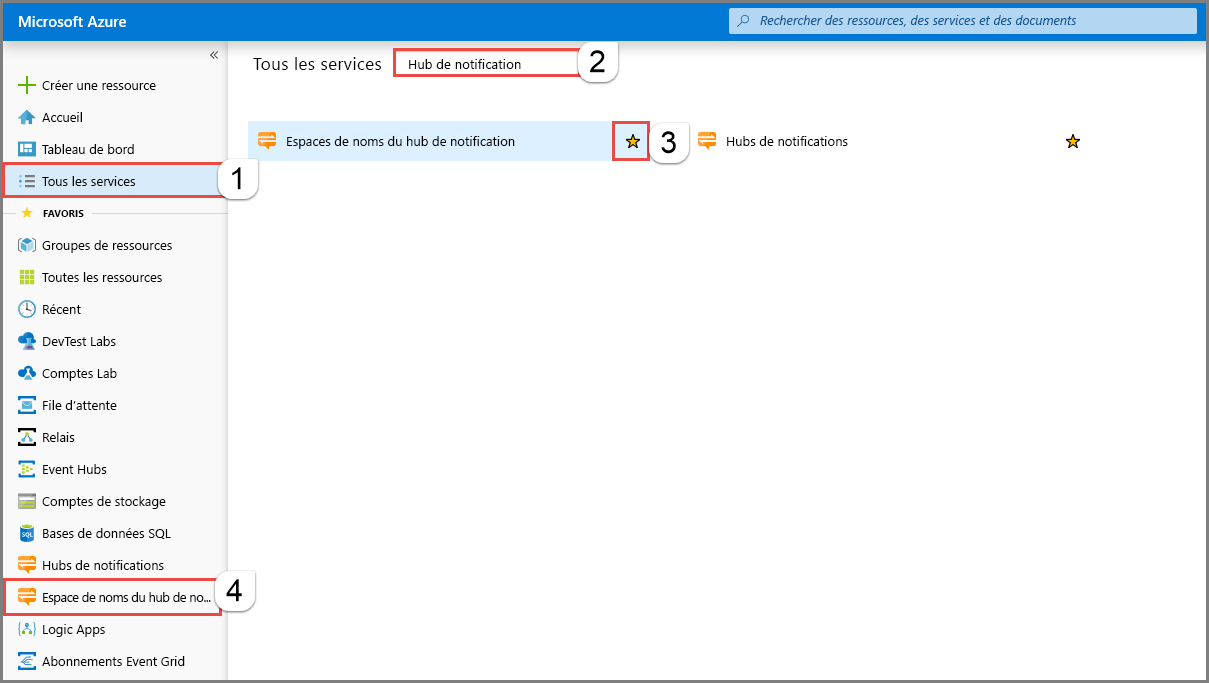 Microsoft Azure
Rechercher des ressources, des services et des documents
«
Créer une ressource
Accueil
Tableau de bord
Tous les services
1
FAVORIS
Groupes de ressources
Toutes les ressources
Récent
DevTest Labs
Comptes Lab
File d’attente
Relais
Event Hubs
Comptes de stockage
SQL
Bases de données SQL
Hubs de notifications
Espace de noms du hub de no...
4
Logic Apps
Abonnements Event Grid
Tous les services
Hub de notification
2
Espaces de noms du hub de notification
3
Hubs de notifications